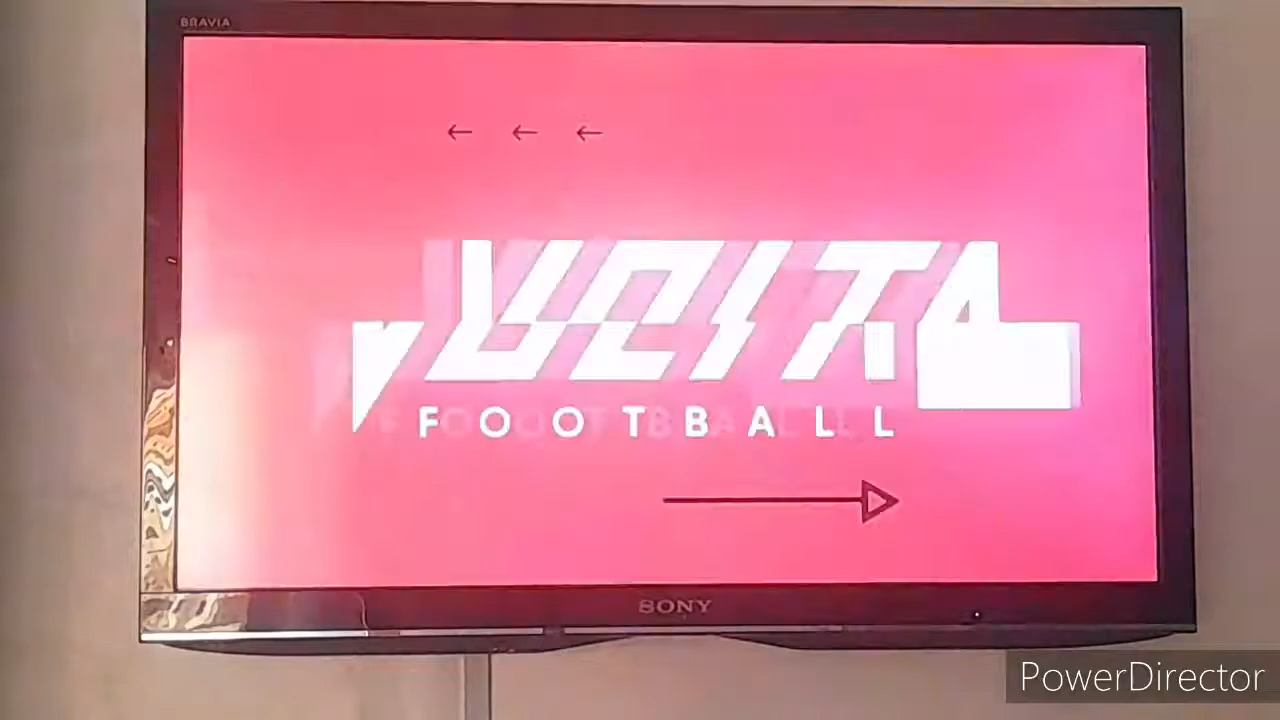 BRAVIA
← ← ←
VOLTA
FOOTBALL
SONY
PowerDirector